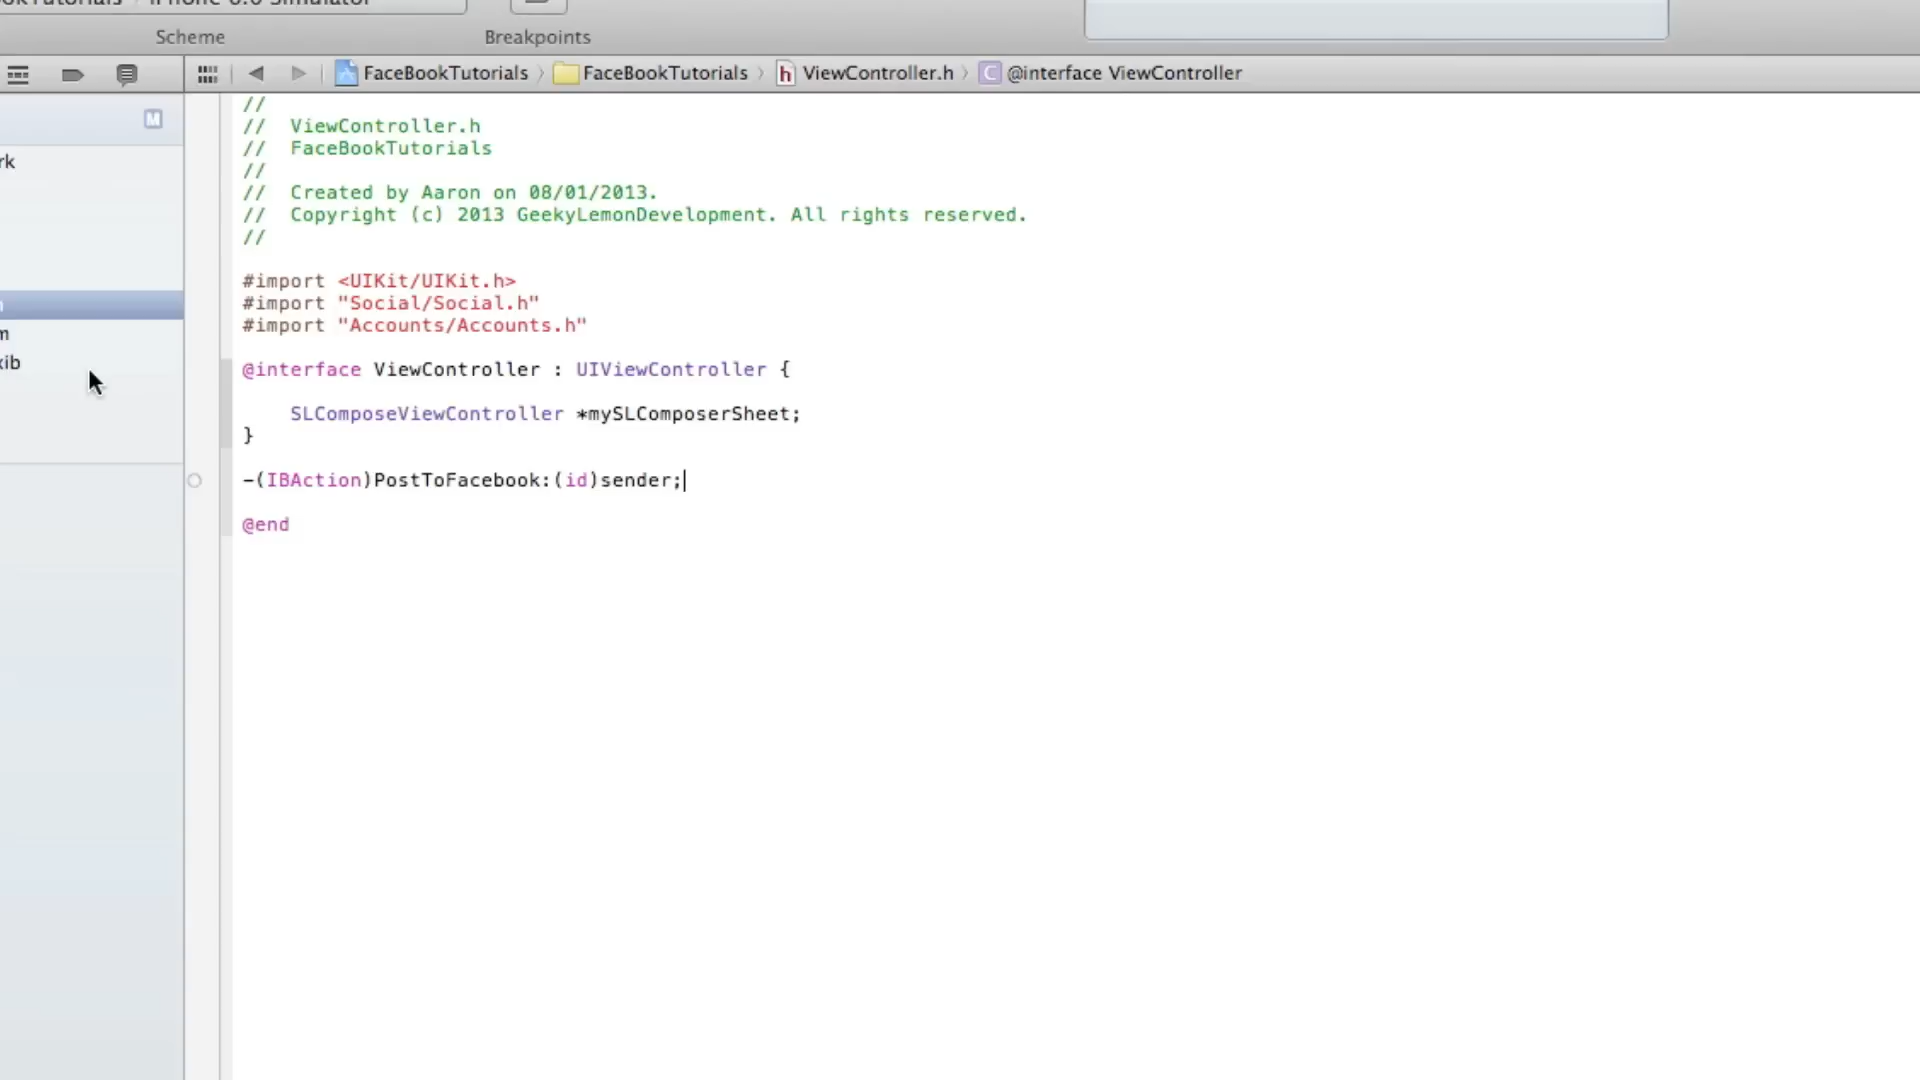 Scheme
Breakpoints
FaceBookTutorials 〉 FaceBookTutorials 〉 h ViewController.h 〉 C @interface ViewController
M
rk
m
xib
//
// ViewController.h
// FaceBookTutorials
//
// Created by Aaron on 08/01/2013.
// Copyright (c) 2013 GeekyLemonDevelopment. All rights reserved.
//
#import <UIKit/UIKit.h>
#import "Social/Social.h"
#import "Accounts/Accounts.h"
@interface ViewController : UIViewController {
SLComposeViewController *mySLComposerSheet;
}
-(IBAction)PostToFacebook:(id)sender;
@end